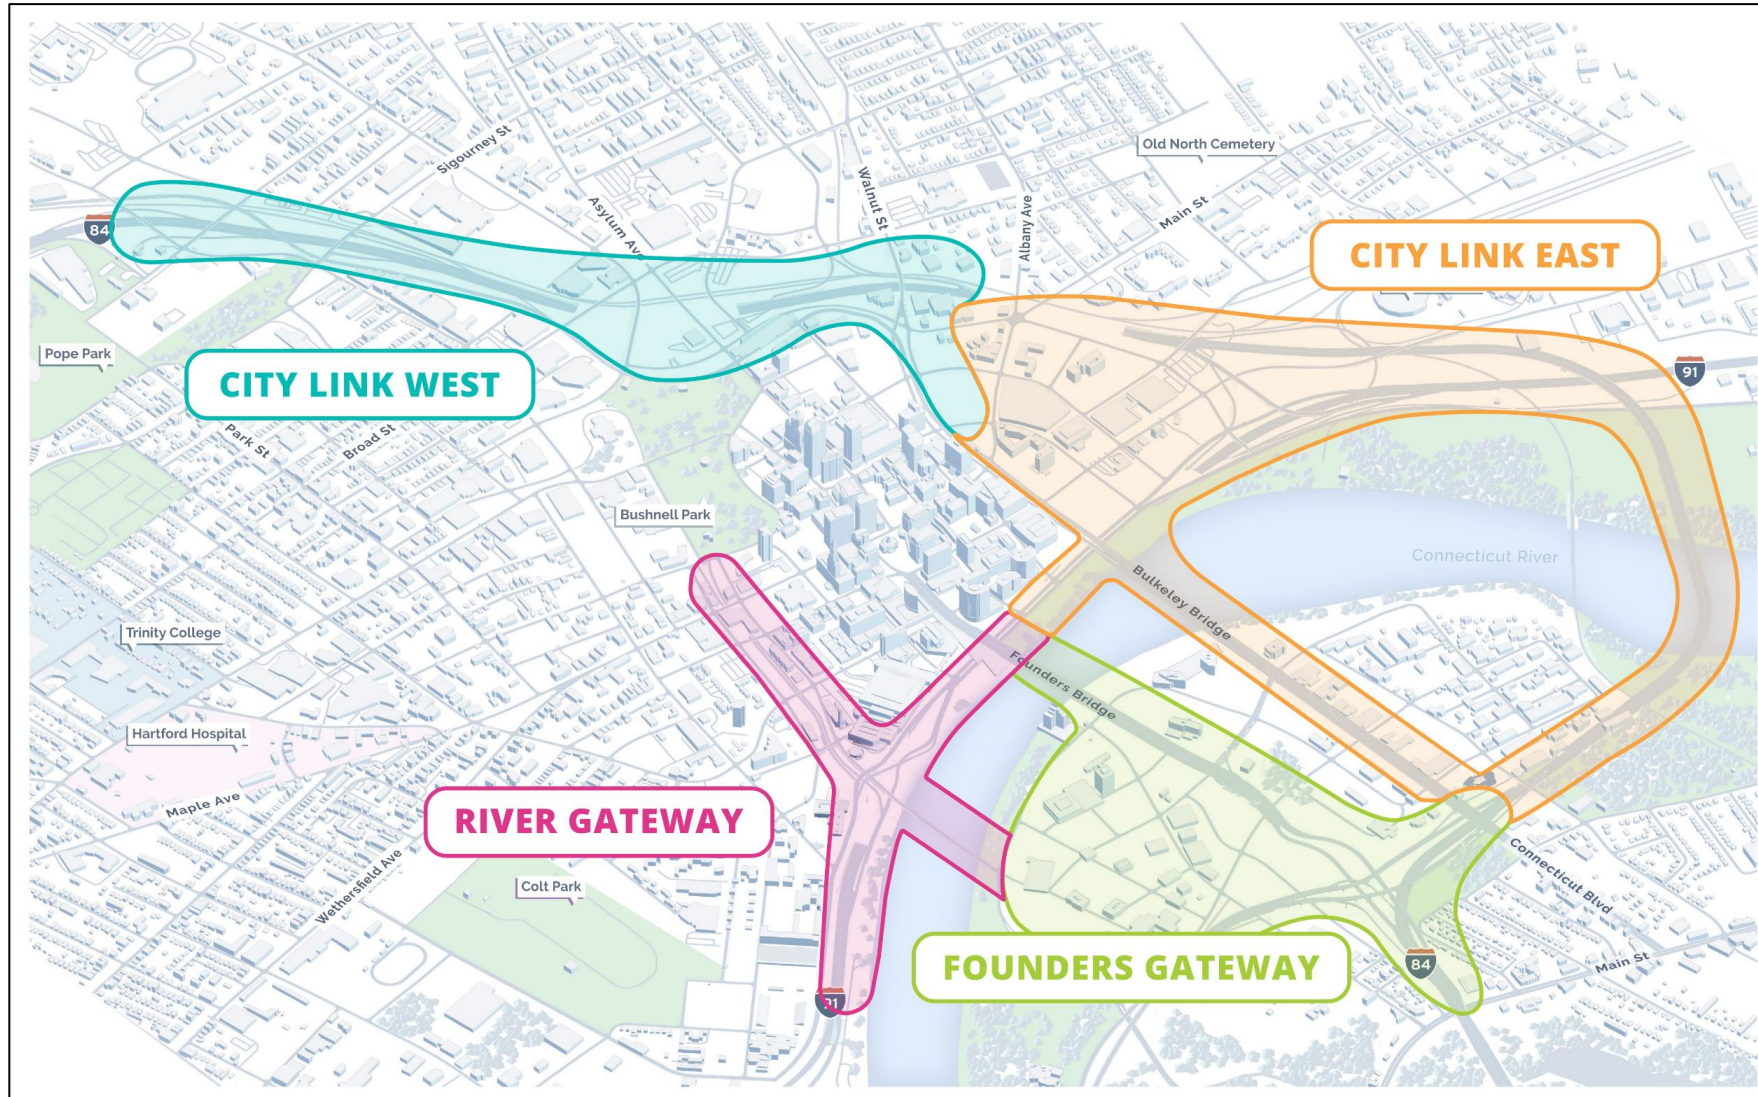 Old North Cemetery
Sigourney St
Walnut St
Asylum Ave
Albany Ave
Main St
84
CITY LINK EAST
Pope Park
CITY LINK WEST
91
Park St
Broad St
Bushnell Park
Connecticut River
Bulkeley Bridge
Trinity College
Founders Bridge
Hartford Hospital
Maple Ave
RIVER GATEWAY
Wethersfield Ave
Colt Park
Connecticut Blvd
FOUNDERS GATEWAY
84
Main St
91